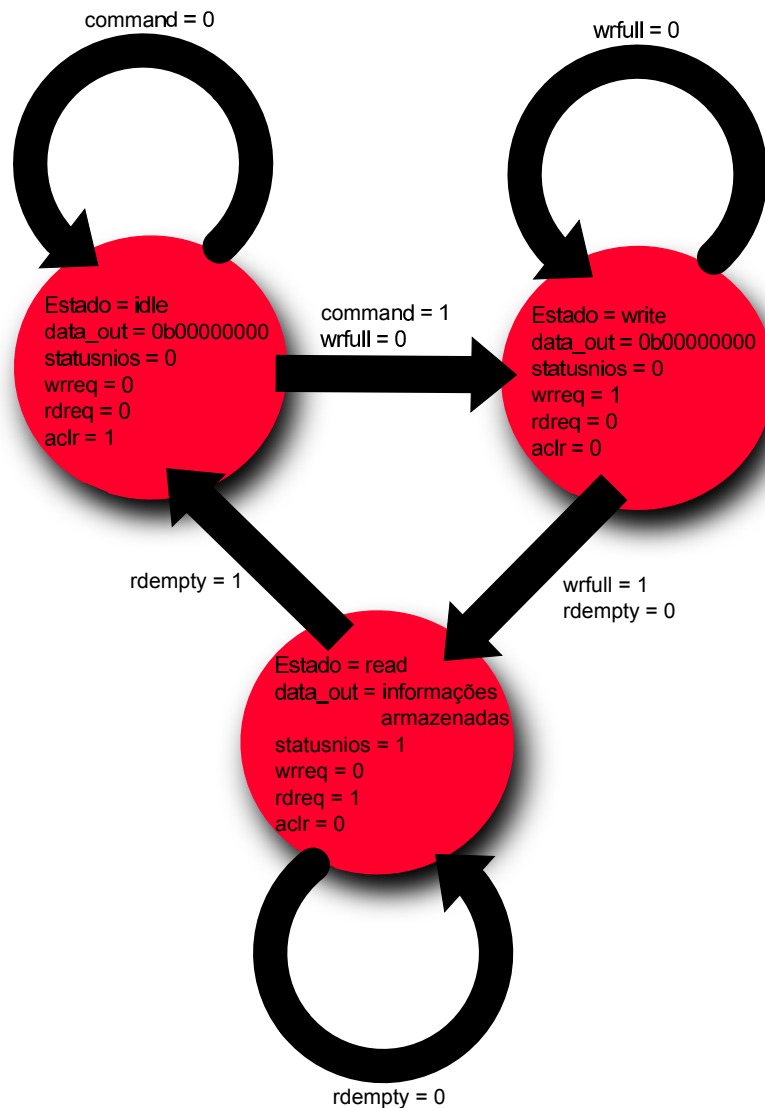 command = 0
wrfull = 0
Estado = idle
data_out = 0b00000000
statusnios = 0
wrreq = 0
rdreq = 0
aclr = 1
command = 1
wrfull = 0
Estado = write
data_out = 0b00000000
statusnios = 0
wrreq = 1
rdreq = 0
aclr = 0
rdempty = 1
wrfull = 1
rdempty = 0
Estado = read
data_out = informações
armazenadas
statusnios = 1
wrreq = 0
rdreq = 1
aclr = 0
rdempty = 0